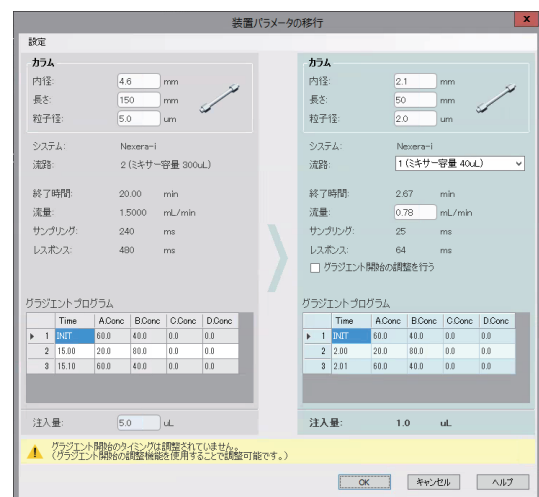 装置パラメータの移行
x
設定
カラム
内径: 4.6 mm
長さ: 150 mm
粒子径: 5.0 um
システム: Nexera-i
流路: 2 (ミキサー容量 300uL)
終了時間: 20.00 min
流量: 1.5000 mL/min
サンプリング: 240 ms
レスポンス: 480 ms
グラジエントプログラム
Time A.Conc B.Conc C.Conc D.Conc
1 INIT 60.0 40.0 0.0 0.0
2 15.00 20.0 80.0 0.0 0.0
3 15.10 60.0 40.0 0.0 0.0
注入量: 5.0 uL
カラム
内径: 2.1 mm
長さ: 50 mm
粒子径: 2.0 um
システム: Nexera-i
流路: 1 (ミキサー容量 40uL)
終了時間: 2.67 min
流量: 0.78 mL/min
サンプリング: 25 ms
レスポンス: 64 ms
グラジエント開始の調整を行う
グラジエントプログラム
Time A.Conc B.Conc C.Conc D.Conc
1 INIT 60.0 40.0 0.0 0.0
2 2.00 20.0 80.0 0.0 0.0
3 2.01 60.0 40.0 0.0 0.0
注入量: 1.0 uL
グラジエント開始のタイミングは調整されていません。
(グラジエント開始の調整機能を使用することで調整可能です。)
OK キャンセル ヘルプ